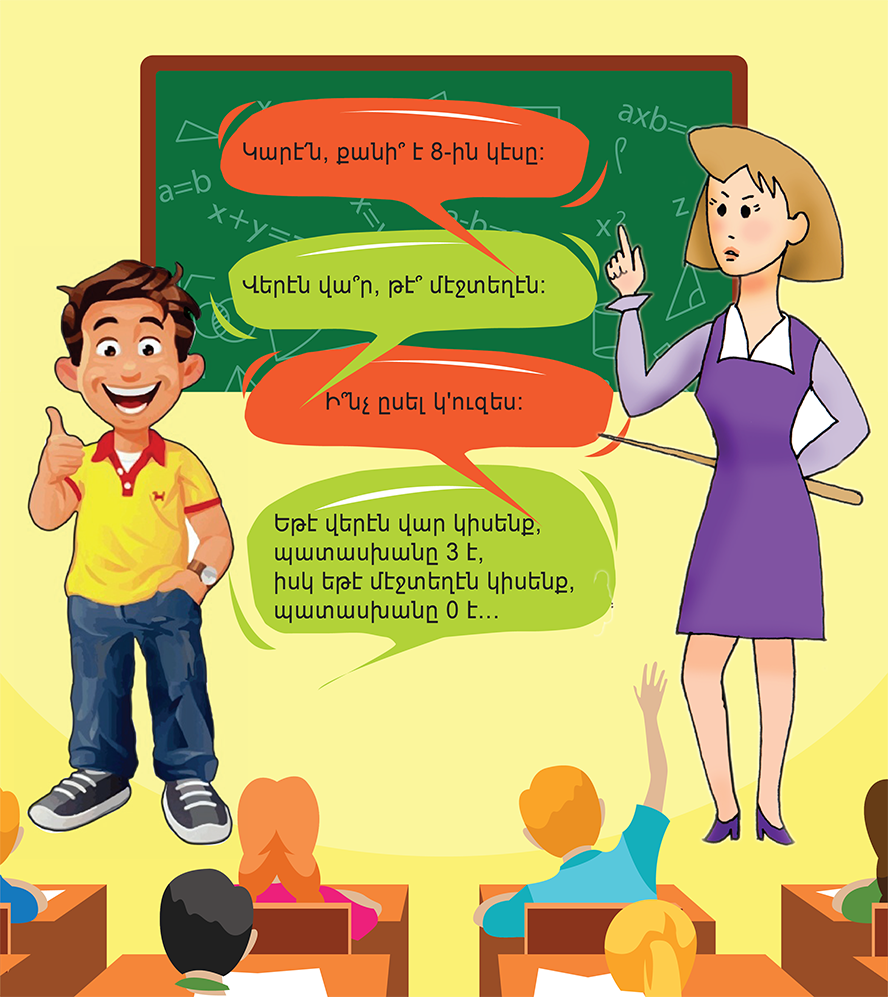 axb=
a=b
x+y=
x=y
a-b=
x²
z
Կարէ՛ն, քանի՞ է 8-ին կէսը։
Վերէն վա՞ր, թէ՞ մէջտեղէն։
Ի՞նչ ըսել կ'ուզես։
Եթէ վերէն վար կիսենք,
պատասխանը 3 է,
իսկ եթէ մէջտեղէն կիսենք,
պատասխանը 0 է...